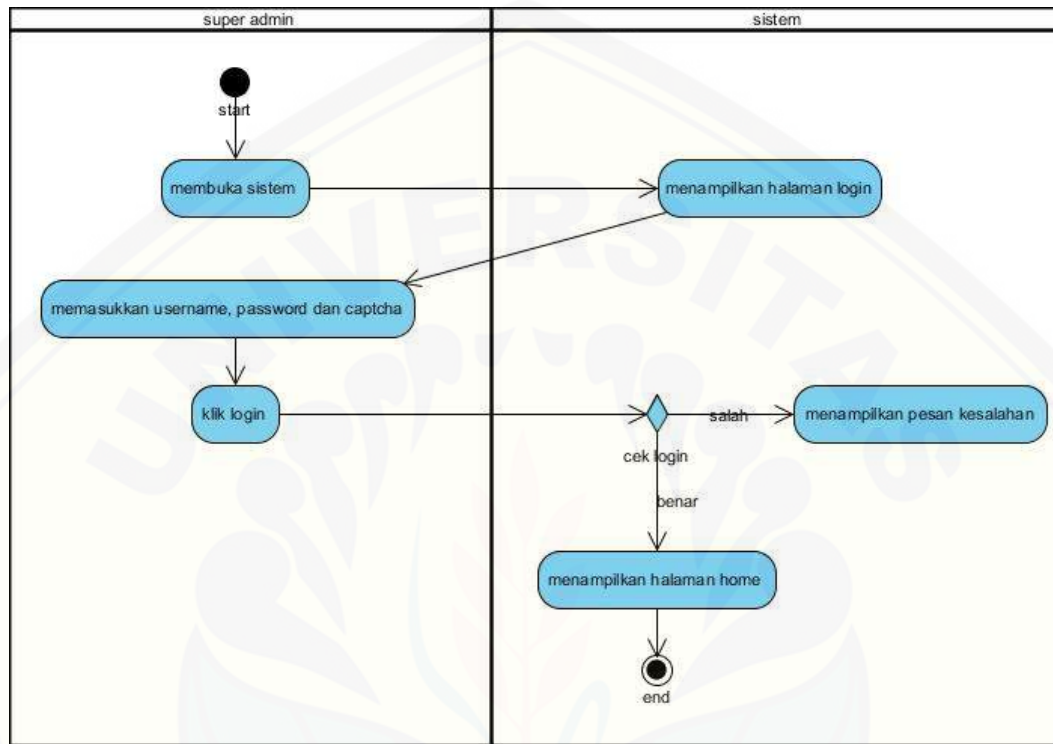 super admin
sistem
start
membuka sistem
menampilkan halaman login
memasukkan username, password dan captcha
klik login
cek login
salah
menampilkan pesan kesalahan
benar
menampilkan halaman home
end
UNIVERSITAS